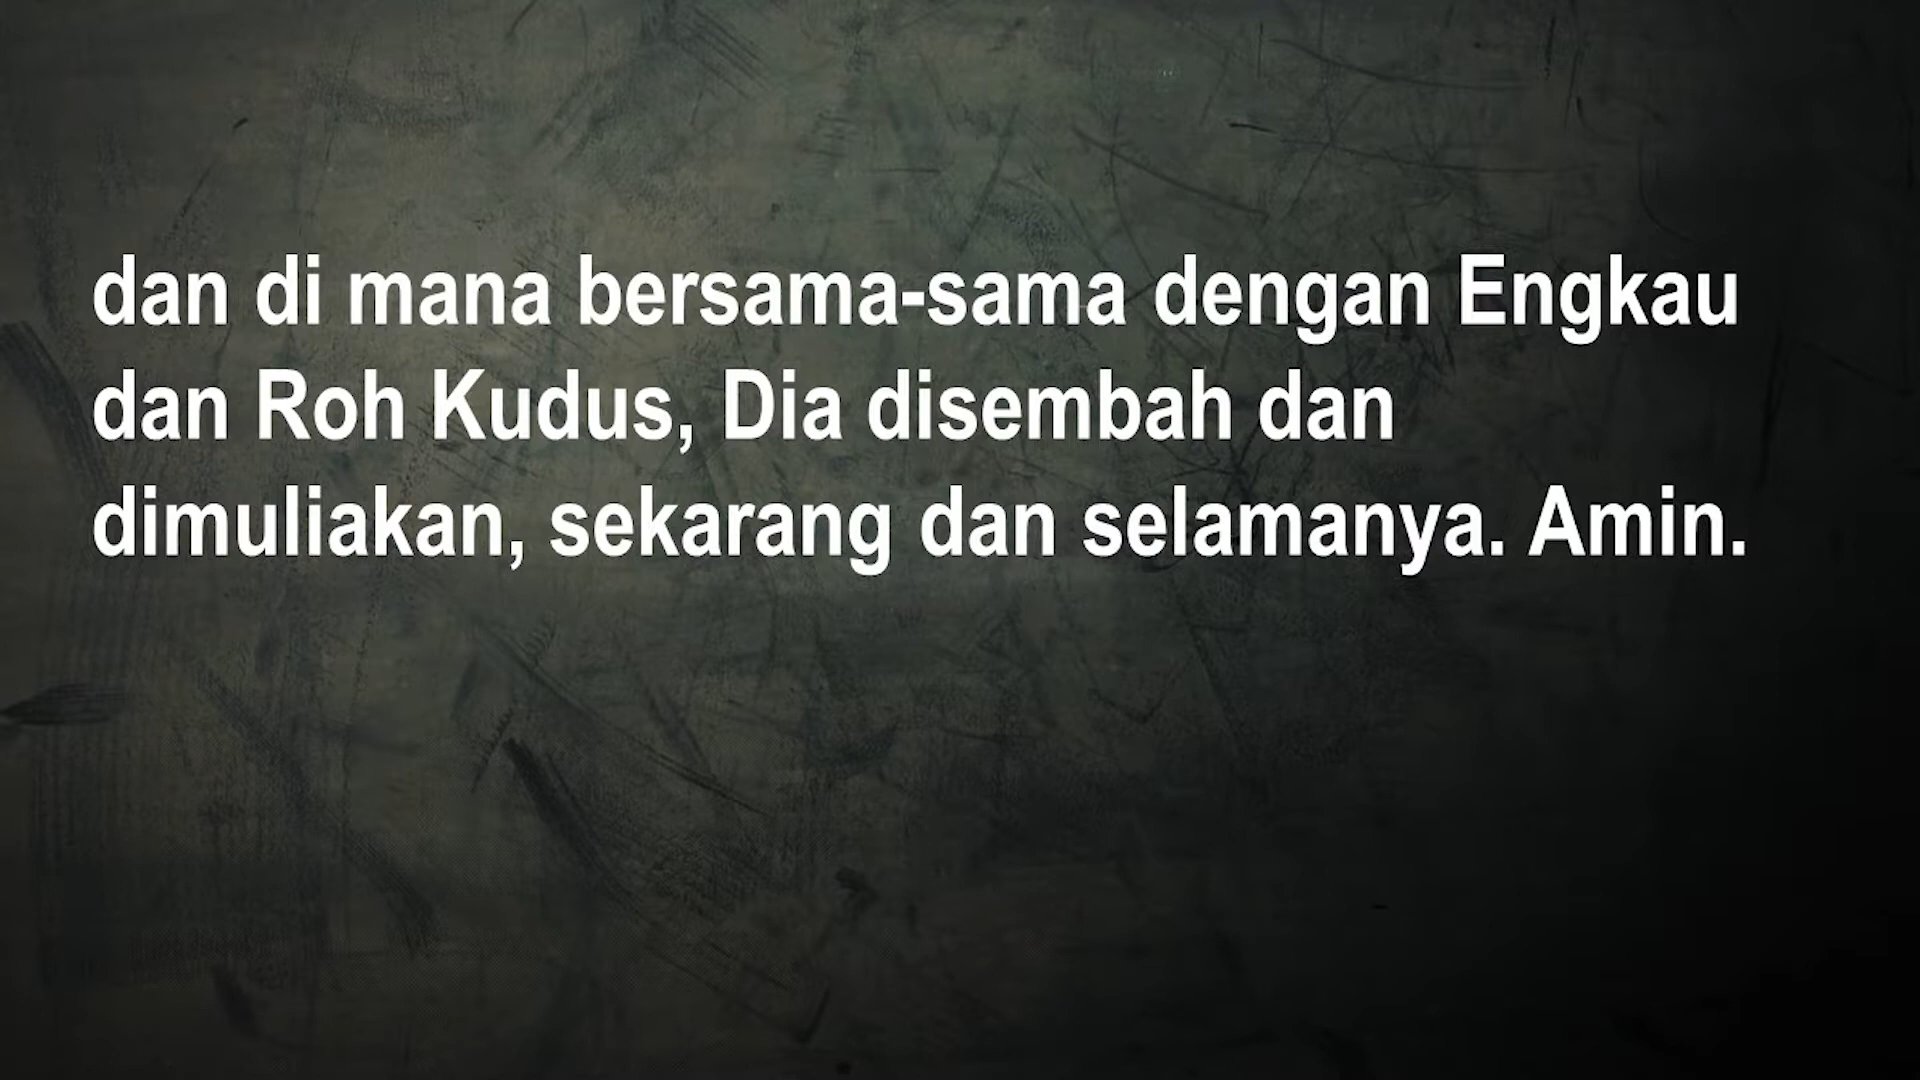 dan di mana bersama-sama dengan Engkau
dan Roh Kudus, Dia disembah dan
dimuliakan, sekarang dan selamanya. Amin.